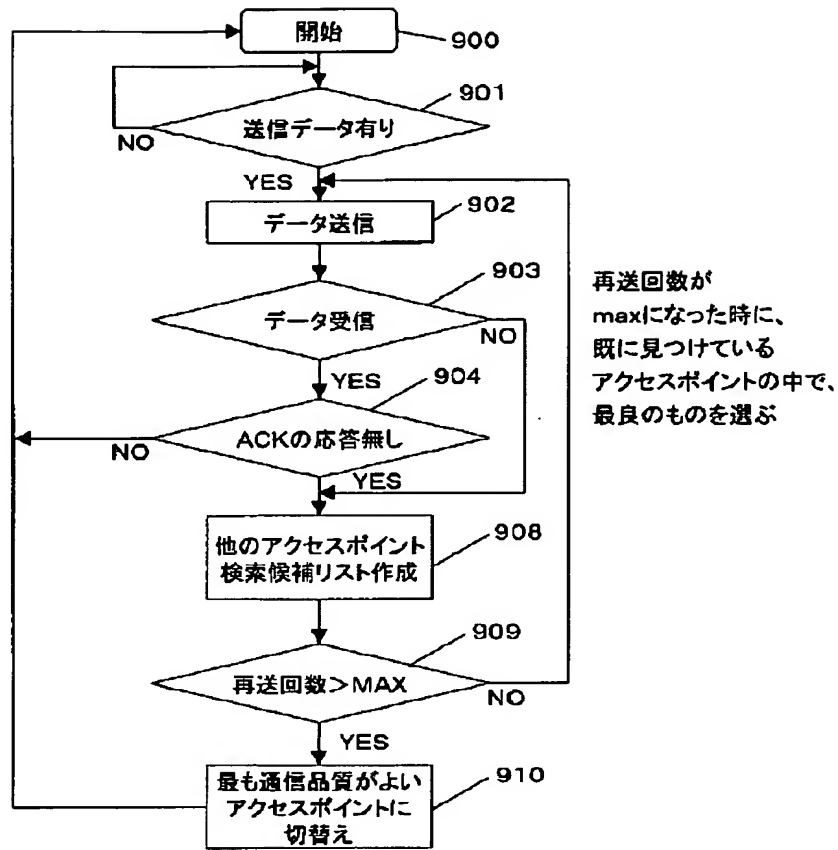 開始
900
901
送信データ有り
NO
YES
902
データ送信
903
データ受信
NO
YES
904
ACKの応答無し
NO
YES
908
他のアクセスポイント
検索候補リスト作成
909
再送回数>MAX
NO
YES
910
最も通信品質がよい
アクセスポイントに
切替え
再送回数が
maxになった時に、
既に見つけている
アクセスポイントの中で、
最良のものを選ぶ